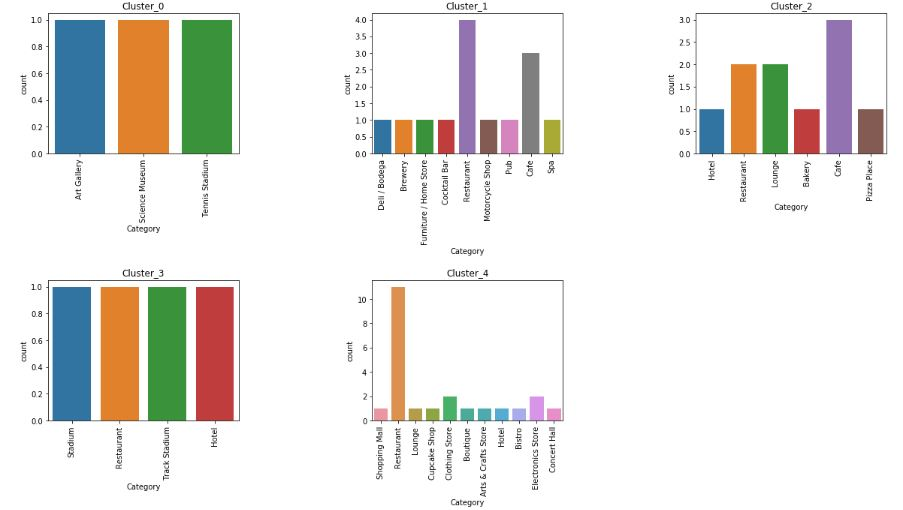 Cluster_0
1.0
0.8
0.6
0.4
0.2
0.0
count
Art Gallery
Science Museum
Tennis Stadium
Category
Cluster_1
4.0
3.5
3.0
2.5
2.0
1.5
1.0
0.5
0.0
count
Deli / Bodega
Brewery
Furniture / Home Store
Cocktail Bar
Restaurant
Motorcycle Shop
Pub
Cafe
Spa
Category
Cluster_2
3.0
2.5
2.0
1.5
1.0
0.5
0.0
count
Hotel
Restaurant
Lounge
Bakery
Cafe
Pizza Place
Category
Cluster_3
1.0
0.8
0.6
0.4
0.2
0.0
count
Stadium
Restaurant
Track Stadium
Hotel
Category
Cluster_4
10
8
6
4
2
0
count
Shopping Mall
Restaurant
Lounge
Cupcake Shop
Clothing Store
Boutique
Arts & Crafts Store
Hotel
Bistro
Electronics Store
Concert Hall
Category